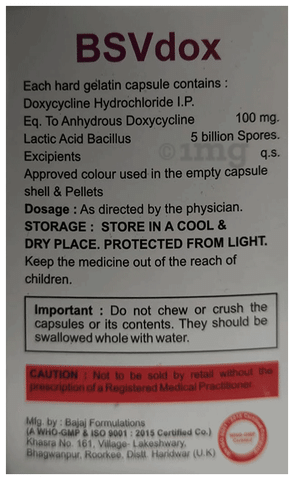 BSVdox
Each hard gelatin capsule contains :
Doxycycline Hydrochloride I.P.
Eq. To Anhydrous Doxycycline 100 mg.
Lactic Acid Bacillus 5 billion Spores.
Excipients q.s.
Approved colour used in the empty capsule
shell & Pellets
Dosage : As directed by the physician.
STORAGE : STORE IN A COOL &
DRY PLACE. PROTECTED FROM LIGHT.
Keep the medicine out of the reach of
children.
Important : Do not chew or crush the
capsules or its contents. They should be
swallowed whole with water.
CAUTION : Not to be sold by retail without the
prescription of a Registered Medical Practitioner.
Mfg. by : Bajaj Formulations
(A WHO-GMP & ISO 9001 : 2015 Certified Co.)
Khasra No. 161, Village- Lakeshwary,
Bhagwanpur, Roorkee, Distt. Haridwar (U.K)
© 1mg